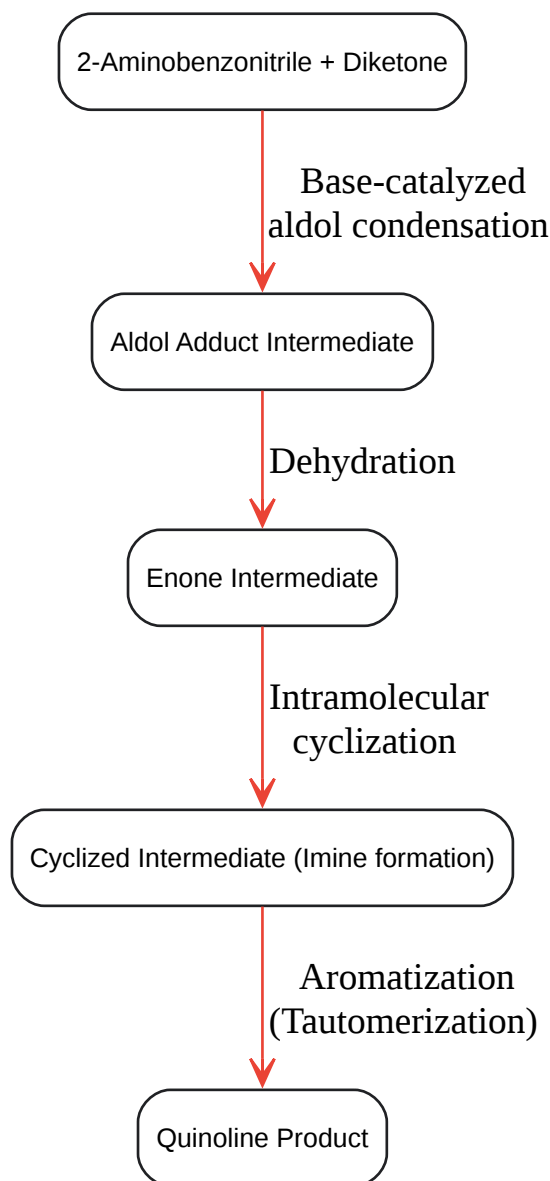 2-Aminobenzonitrile + Diketone
Base-catalyzed
aldol condensation
Aldol Adduct Intermediate
Dehydration
Enone Intermediate
Intramolecular
cyclization
Cyclized Intermediate (Imine formation)
Aromatization
(Tautomerization)
Quinoline Product